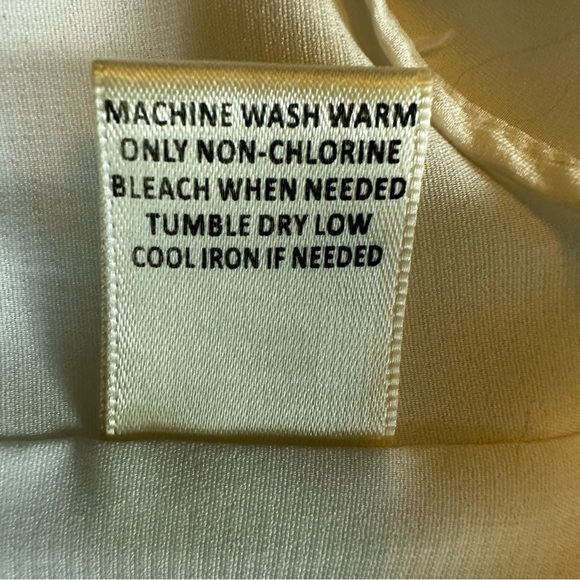 MACHINE WASH WARM
ONLY NON-CHLORINE
BLEACH WHEN NEEDED
TUMBLE DRY LOW
COOL IRON IF NEEDED